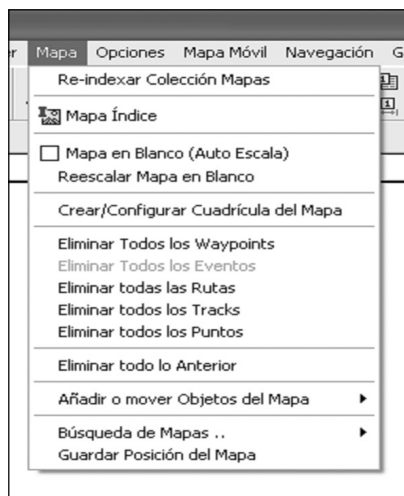 r Mapa Opciones Mapa Móvil Navegación G
Re-indexar Colección Mapas
Mapa Índice
Mapa en Blanco (Auto Escala)
Reescalar Mapa en Blanco
Crear/Configurar Cuadrícula del Mapa
Eliminar Todos los Waypoints
Eliminar Todos los Eventos
Eliminar todas las Rutas
Eliminar todos los Tracks
Eliminar todos los Puntos
Eliminar todo lo Anterior
Añadir o mover Objetos del Mapa
Búsqueda de Mapas ..
Guardar Posición del Mapa